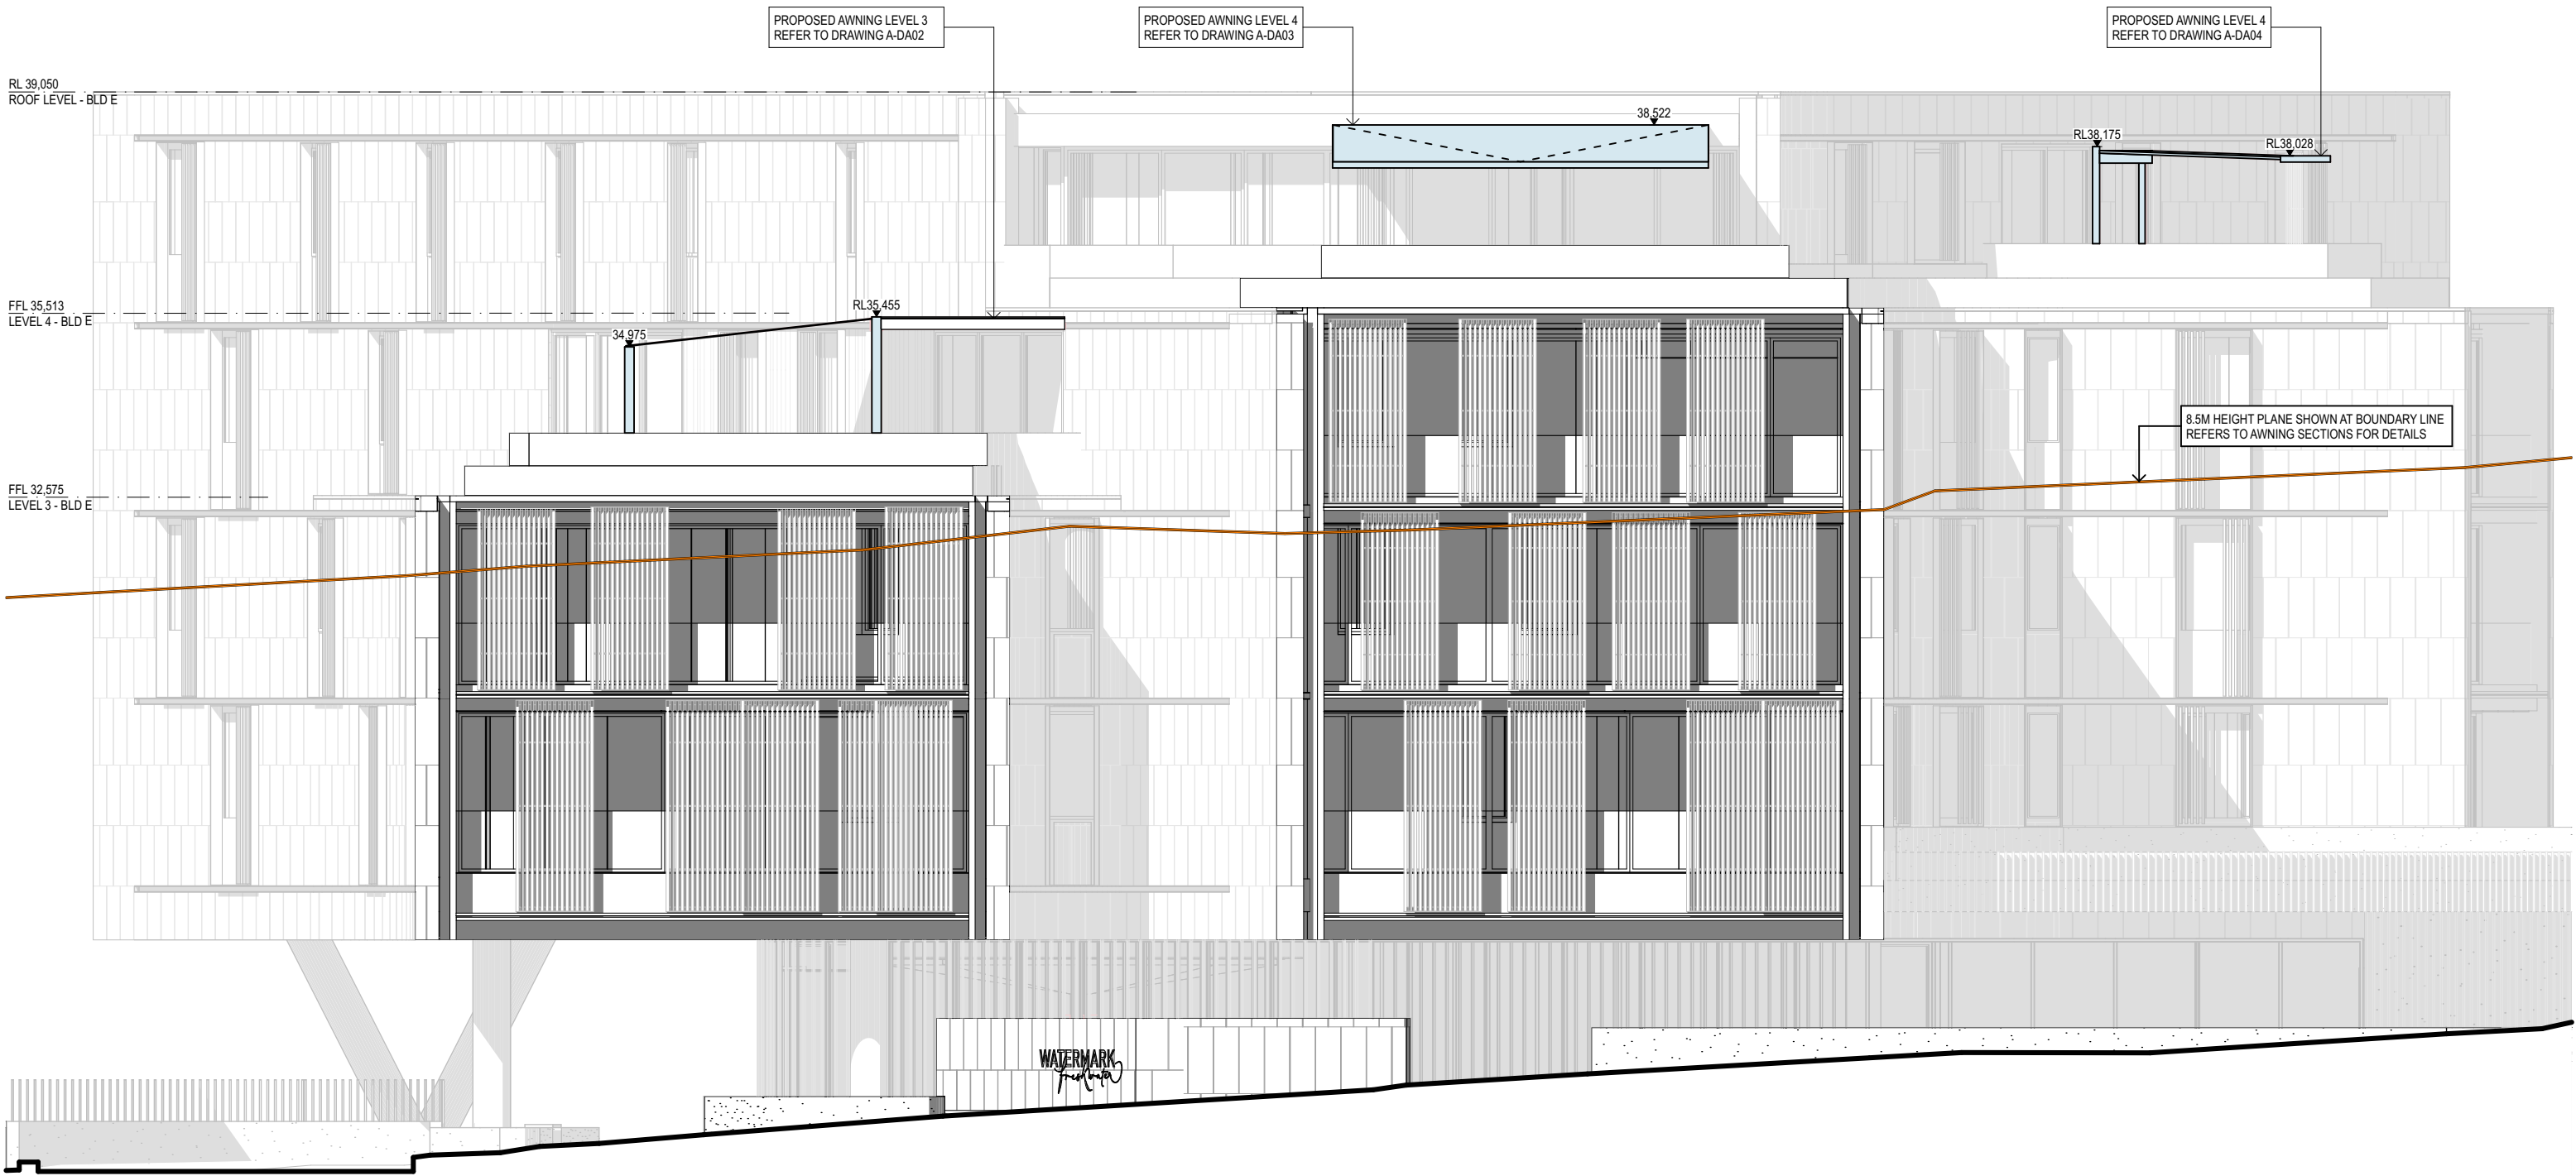 PROPOSED AWNING LEVEL 3
REFER TO DRAWING A-DA02
PROPOSED AWNING LEVEL 4
REFER TO DRAWING A-DA03
PROPOSED AWNING LEVEL 4
REFER TO DRAWING A-DA04
RL 39,050
ROOF LEVEL - BLD E
38,522
RL38,175
RL38,028
FFL 35,513
LEVEL 4 - BLD E
RL35,455
34,975
8.5M HEIGHT PLANE SHOWN AT BOUNDARY LINE
REFERS TO AWNING SECTIONS FOR DETAILS
FFL 32,575
LEVEL 3 - BLD E
WATERMARK
freshwater